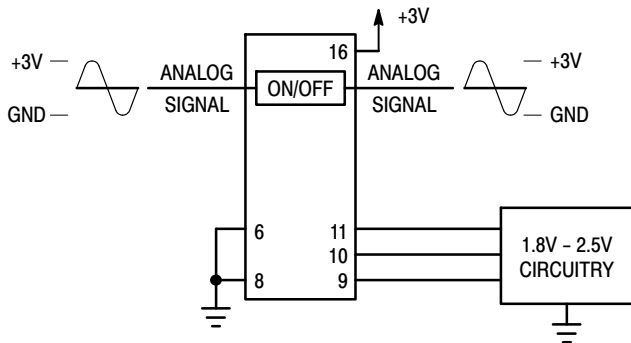 +3V
16
+3V
ANALOG
SIGNAL
ON/OFF
ANALOG
SIGNAL
+3V
GND
GND
6
11
10
8
9
1.8V – 2.5V
CIRCUITRY